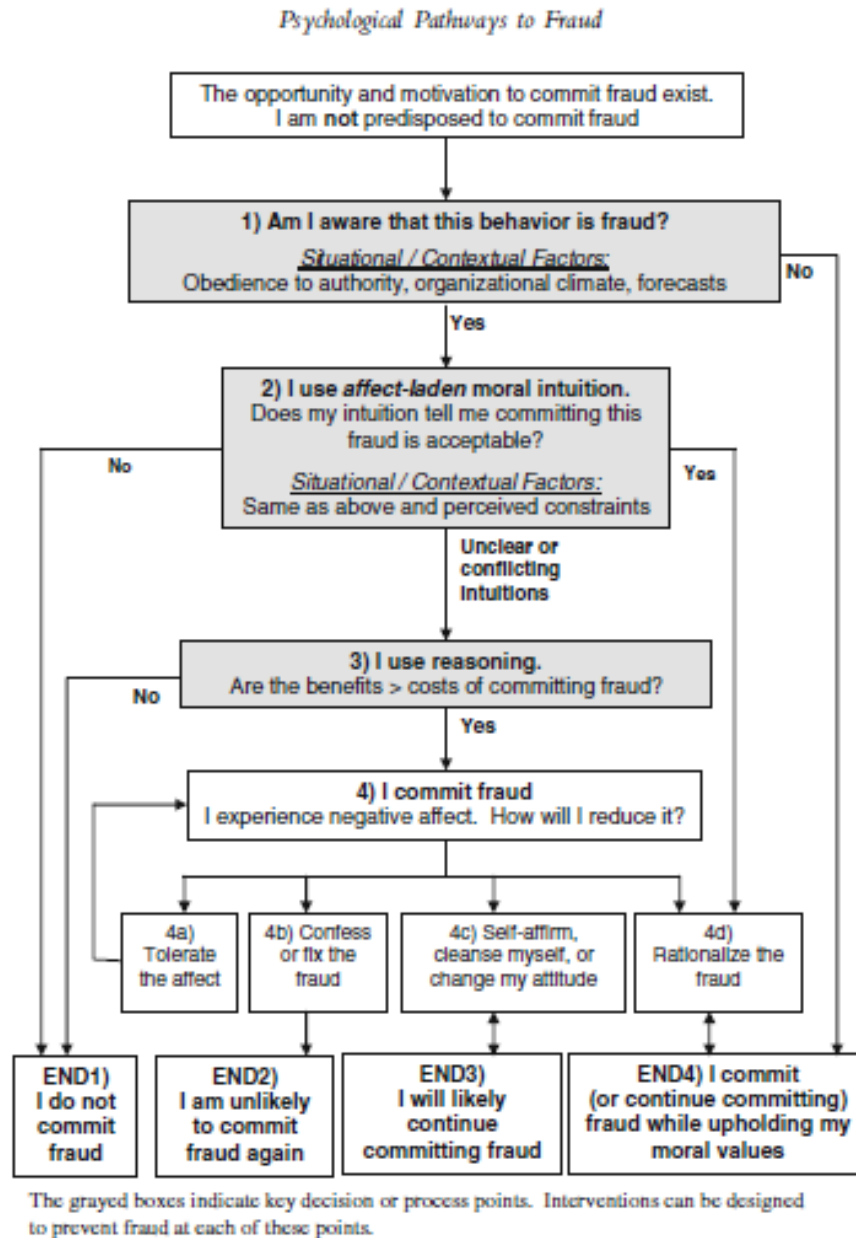 Psychological Pathways to Fraud
The opportunity and motivation to commit fraud exist.
I am not predisposed to commit fraud
1) Am I aware that this behavior is fraud?
Situational / Contextual Factors:
Obedience to authority, organizational climate, forecasts
No
Yes
2) I use affect-laden moral intuition.
Does my intuition tell me committing this
fraud is acceptable?
Situational / Contextual Factors:
Same as above and perceived constraints
No
Yes
Unclear or
conflicting
intuitions
3) I use reasoning.
Are the benefits > costs of committing fraud?
No
Yes
4) I commit fraud
I experience negative affect. How will I reduce it?
4a)
Tolerate
the affect
4b) Confess
or fix the
fraud
4c) Self-affirm,
cleanse myself, or
change my attitude
4d)
Rationalize the
fraud
END1)
I do not
commit
fraud
END2)
I am unlikely
to commit
fraud again
END3)
I will likely
continue
committing fraud
END4) I commit
(or continue committing)
fraud while upholding my
moral values
The grayed boxes indicate key decision or process points. Interventions can be designed
to prevent fraud at each of these points.